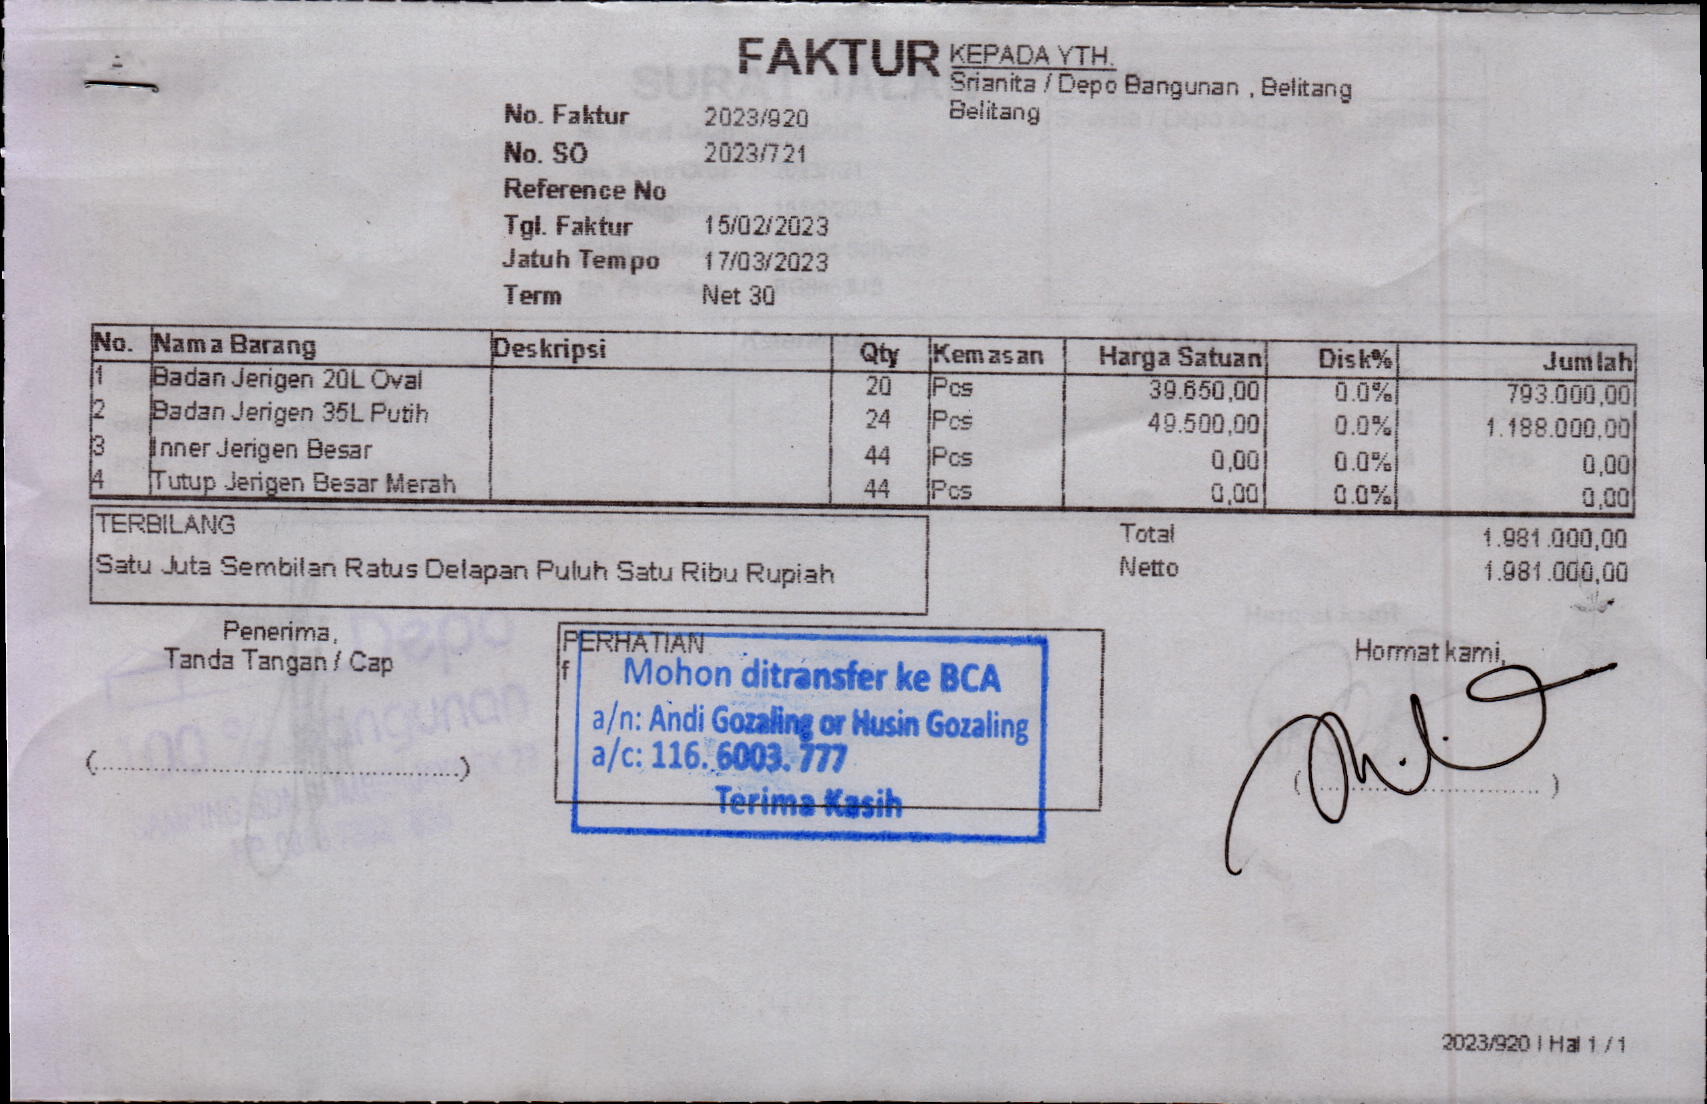 FAKTUR
KEPADA YTH.
Srianita / Depo Bangunan , Belitang
Belitang
No. Faktur 2023/920
No. SO 2023/721
Reference No
Tgl. Faktur 15/02/2023
Jatuh Tempo 17/03/2023
Term Net 30
No. Nama Barang Deskripsi Qty Kemasan Harga Satuan Disk% Jumlah
1 Badan Jerigen 20L Oval 20 Pcs 39.650,00 0.0% 793.000,00
2 Badan Jerigen 35L Putih 24 Pcs 49.500,00 0.0% 1.188.000,00
3 Inner Jerigen Besar 44 Pcs 0,00 0.0% 0,00
4 Tutup Jerigen Besar Merah 44 Pcs 0,00 0.0% 0,00
TERBILANG
Satu Juta Sembilan Ratus Delapan Puluh Satu Ribu Rupiah
Total 1.981.000,00
Netto 1.981.000,00
Penerima,
Tanda Tangan / Cap
(..............................................)
PERHATIAN
f
Mohon ditransfer ke BCA
a/n: Andi Gozaling or Husin Gozaling
a/c: 116. 6003. 777
Terima Kasih
Hormat kami,
(..............................)
2023/920 | Hal 1 / 1